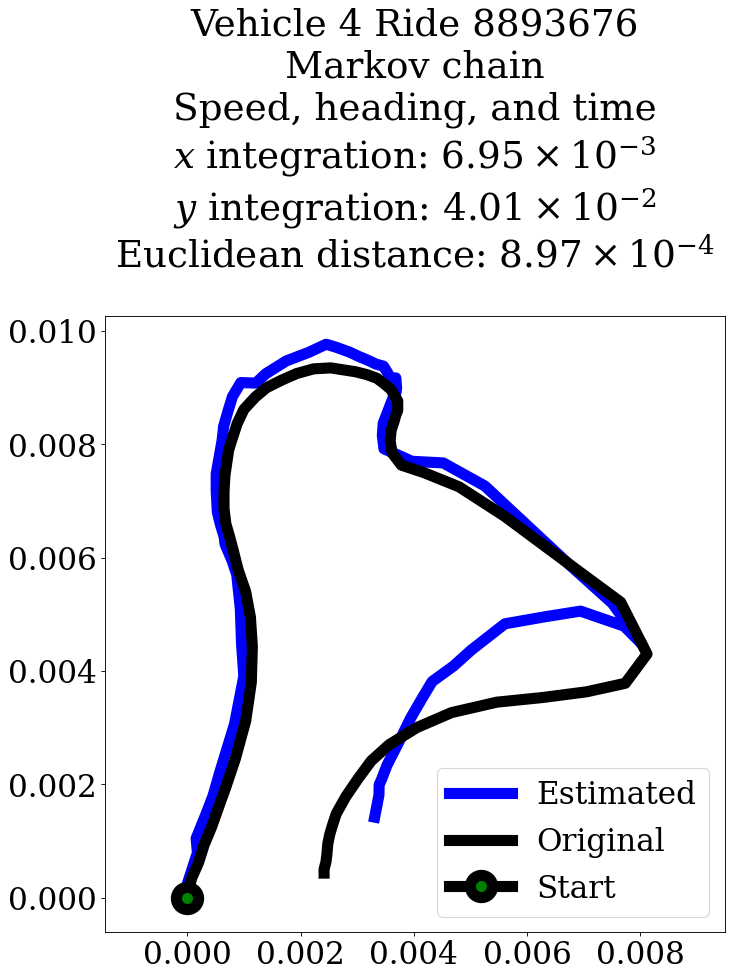 Vehicle 4 Ride 8893676
Markov chain
Speed, heading, and time
x integration: 6.95 × 10⁻³
y integration: 4.01 × 10⁻²
Euclidean distance: 8.97 × 10⁻⁴
0.010
0.008
0.006
0.004
0.002
0.000
Estimated
Original
Start
0.000 0.002 0.004 0.006 0.008